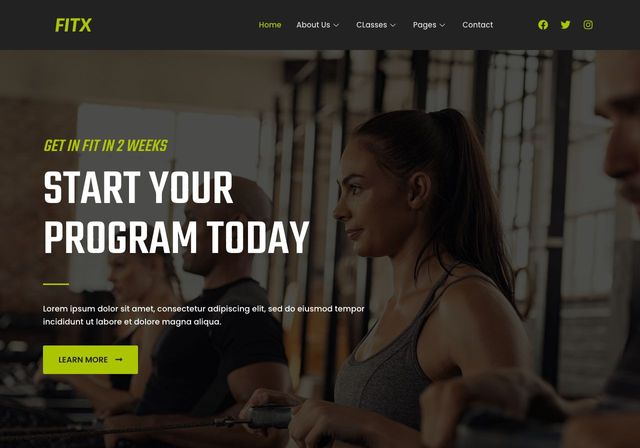 FITX
Home
About Us
CLasses
Pages
Contact
GET IN FIT IN 2 WEEKS
START YOUR
PROGRAM TODAY
Lorem ipsum dolor sit amet, consectetur adipiscing elit, sed do eiusmod tempor
incididunt ut labore et dolore magna aliqua.
LEARN MORE